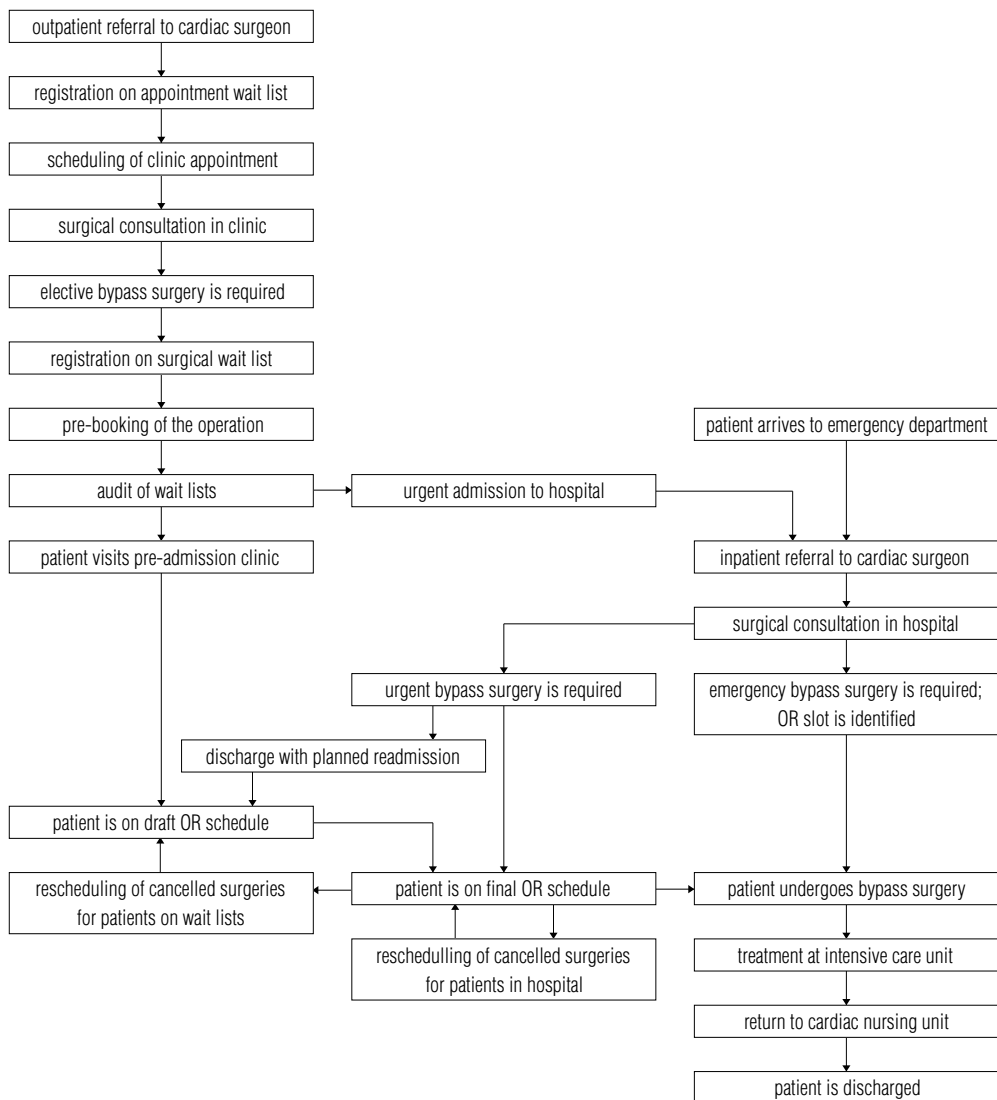 outpatient referral to cardiac surgeon
registration on appointment wait list
scheduling of clinic appointment
surgical consultation in clinic
elective bypass surgery is required
registration on surgical wait list
pre-booking of the operation
patient arrives to emergency department
audit of wait lists
urgent admission to hospital
patient visits pre-admission clinic
inpatient referral to cardiac surgeon
surgical consultation in hospital
urgent bypass surgery is required
emergency bypass surgery is required;
OR slot is identified
discharge with planned readmission
patient is on draft OR schedule
rescheduling of cancelled surgeries
for patients on wait lists
patient is on final OR schedule
patient undergoes bypass surgery
reschedulling of cancelled surgeries
for patients in hospital
treatment at intensive care unit
return to cardiac nursing unit
patient is discharged